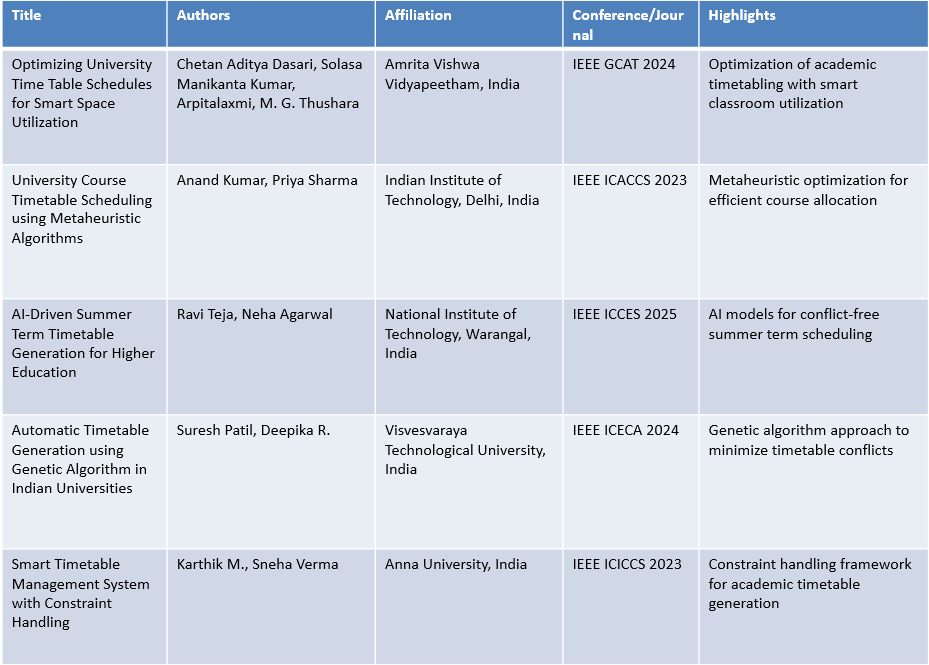 Title
Authors
Affiliation
Conference/Jour
nal
Highlights
Optimizing University
Time Table Schedules
for Smart Space
Utilization
Chetan Aditya Dasari, Solasa
Manikanta Kumar,
Arpitalaxmi, M. G. Thushara
Amrita Vishwa
Vidyapeetham, India
IEEE GCAT 2024
Optimization of academic
timetabling with smart
classroom utilization
University Course
Timetable Scheduling
using Metaheuristic
Algorithms
Anand Kumar, Priya Sharma
Indian Institute of
Technology, Delhi, India
IEEE ICACCS 2023
Metaheuristic optimization for
efficient course allocation
AI-Driven Summer
Term Timetable
Generation for Higher
Education
Ravi Teja, Neha Agarwal
National Institute of
Technology, Warangal,
India
IEEE ICCES 2025
AI models for conflict-free
summer term scheduling
Automatic Timetable
Generation using
Genetic Algorithm in
Indian Universities
Suresh Patil, Deepika R.
Visvesvaraya
Technological University,
India
IEEE ICECA 2024
Genetic algorithm approach to
minimize timetable conflicts
Smart Timetable
Management System
with Constraint
Handling
Karthik M., Sneha Verma
Anna University, India
IEEE ICICCS 2023
Constraint handling framework
for academic timetable
generation